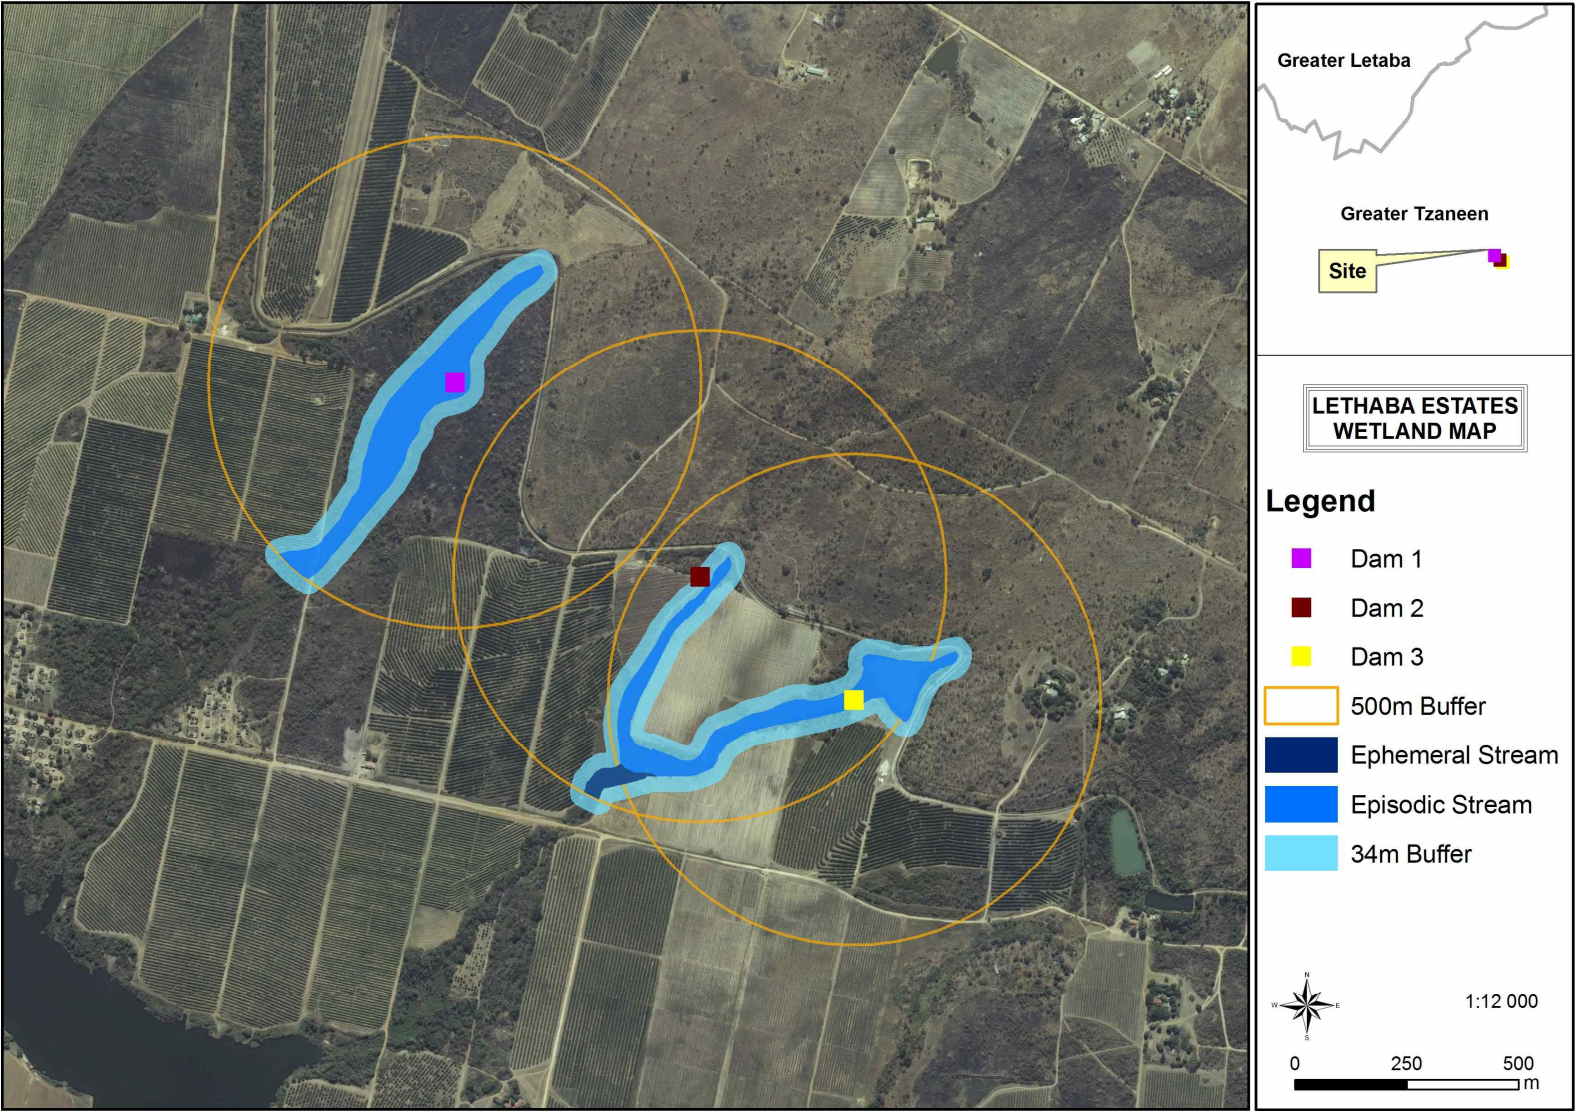 Greater Letaba
Greater Tzaneen
Site
LETHABA ESTATES
WETLAND MAP
Legend
Dam 1
Dam 2
Dam 3
500m Buffer
Ephemeral Stream
Episodic Stream
34m Buffer
N
W E
S
1:12 000
0 250 500
m